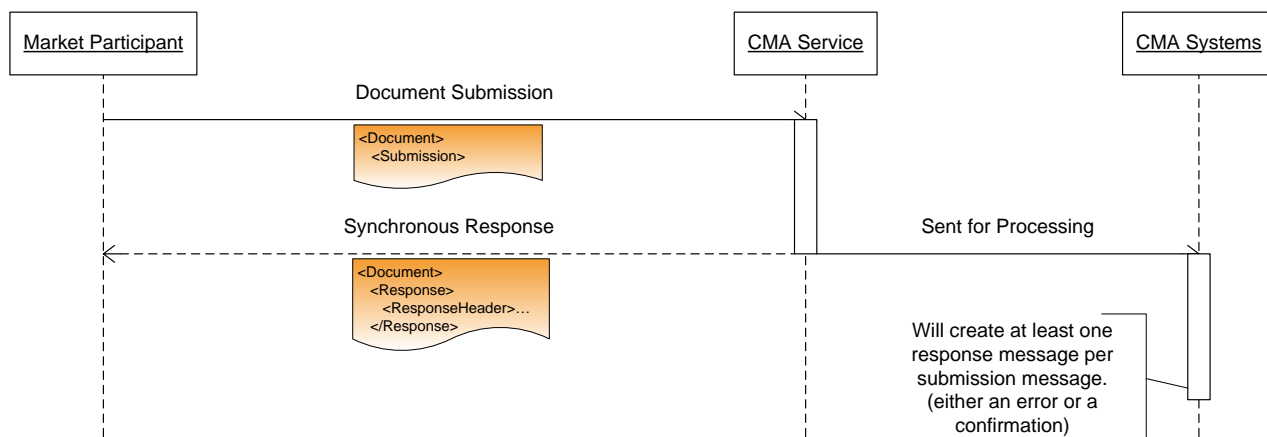 Market Participant
CMA Service
CMA Systems
Document Submission
<Document>
<Submission>
Synchronous Response
Sent for Processing
<Document>
<Response>
<ResponseHeader>...
</Response>
Will create at least one
response message per
submission message.
(either an error or a
confirmation)